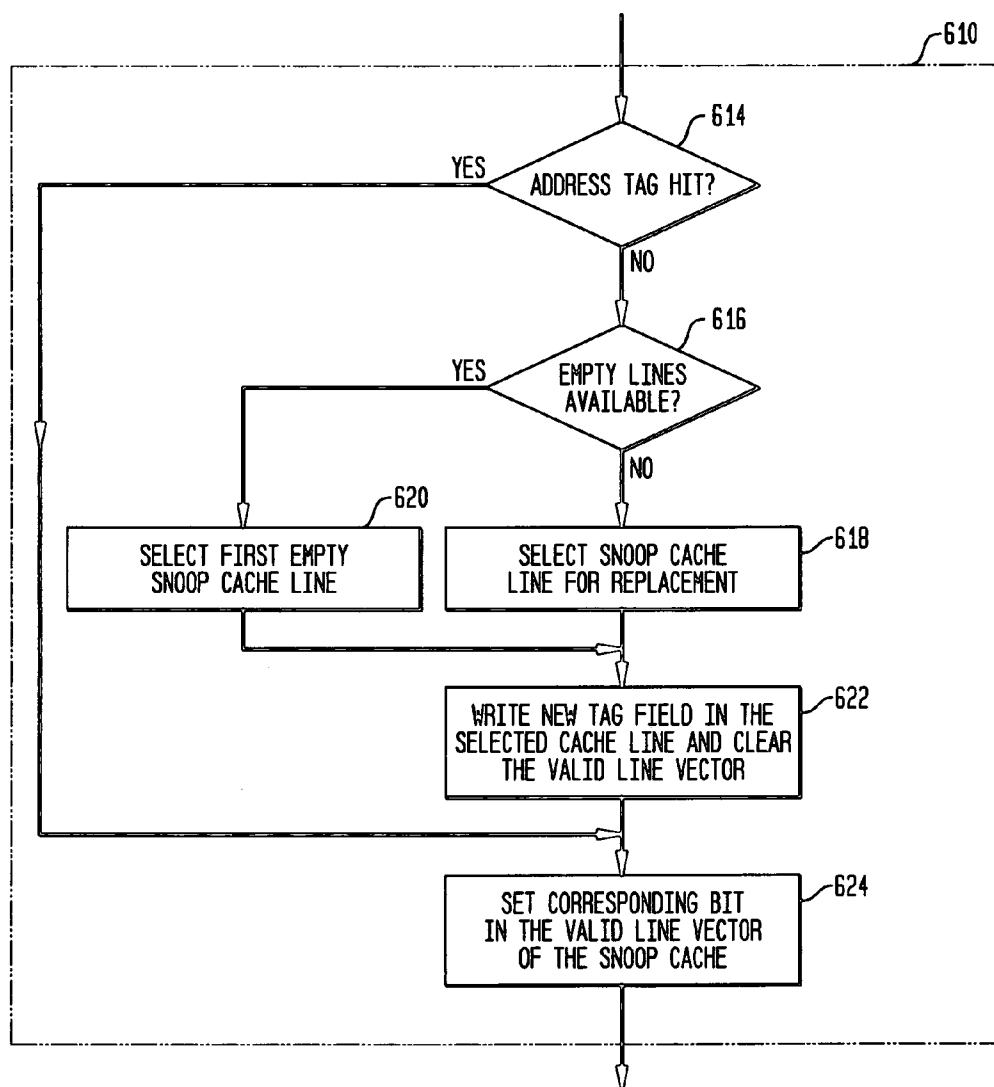 610
614
YES
ADDRESS TAG HIT?
NO
616
YES
EMPTY LINES
AVAILABLE?
NO
620
SELECT FIRST EMPTY
SNOOP CACHE LINE
618
SELECT SNOOP CACHE
LINE FOR REPLACEMENT
622
WRITE NEW TAG FIELD IN THE
SELECTED CACHE LINE AND CLEAR
THE VALID LINE VECTOR
624
SET CORRESPONDING BIT
IN THE VALID LINE VECTOR
OF THE SNOOP CACHE